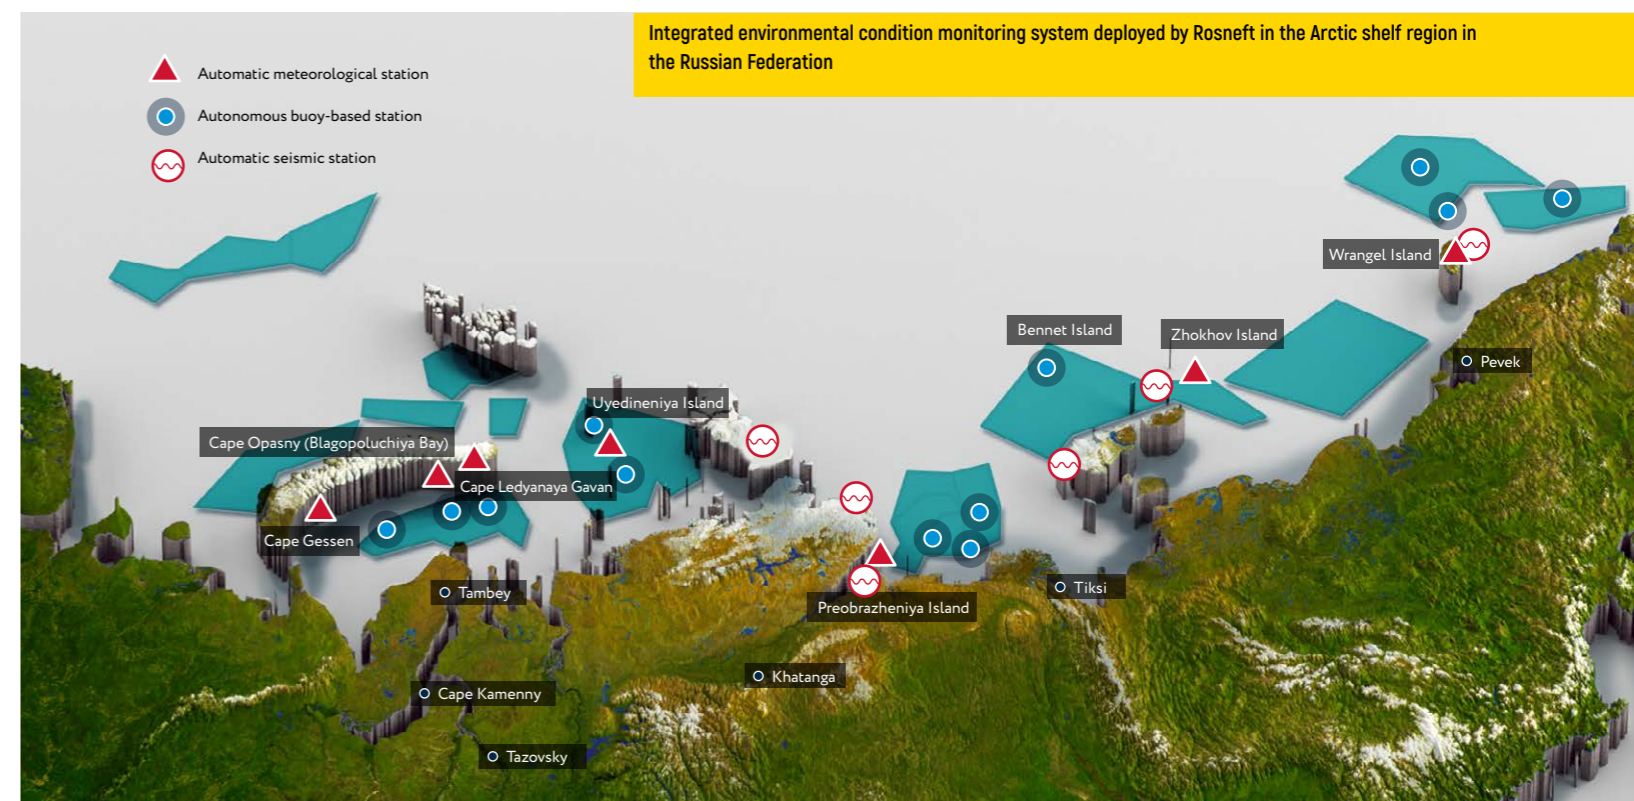 Integrated environmental condition monitoring system deployed by Rosneft in the Arctic shelf region in
the Russian Federation
Automatic meteorological station
Autonomous buoy-based station
Automatic seismic station
Wrangel Island
Bennet Island
Zhokhov Island
Pevek
Uyedineniya Island
Cape Opasny (Blagopoluchiya Bay)
Cape Ledyanaya Gavan
Cape Gessen
Tambey
Tiksi
Preobrazheniya Island
Khatanga
Cape Kamenny
Tazovsky